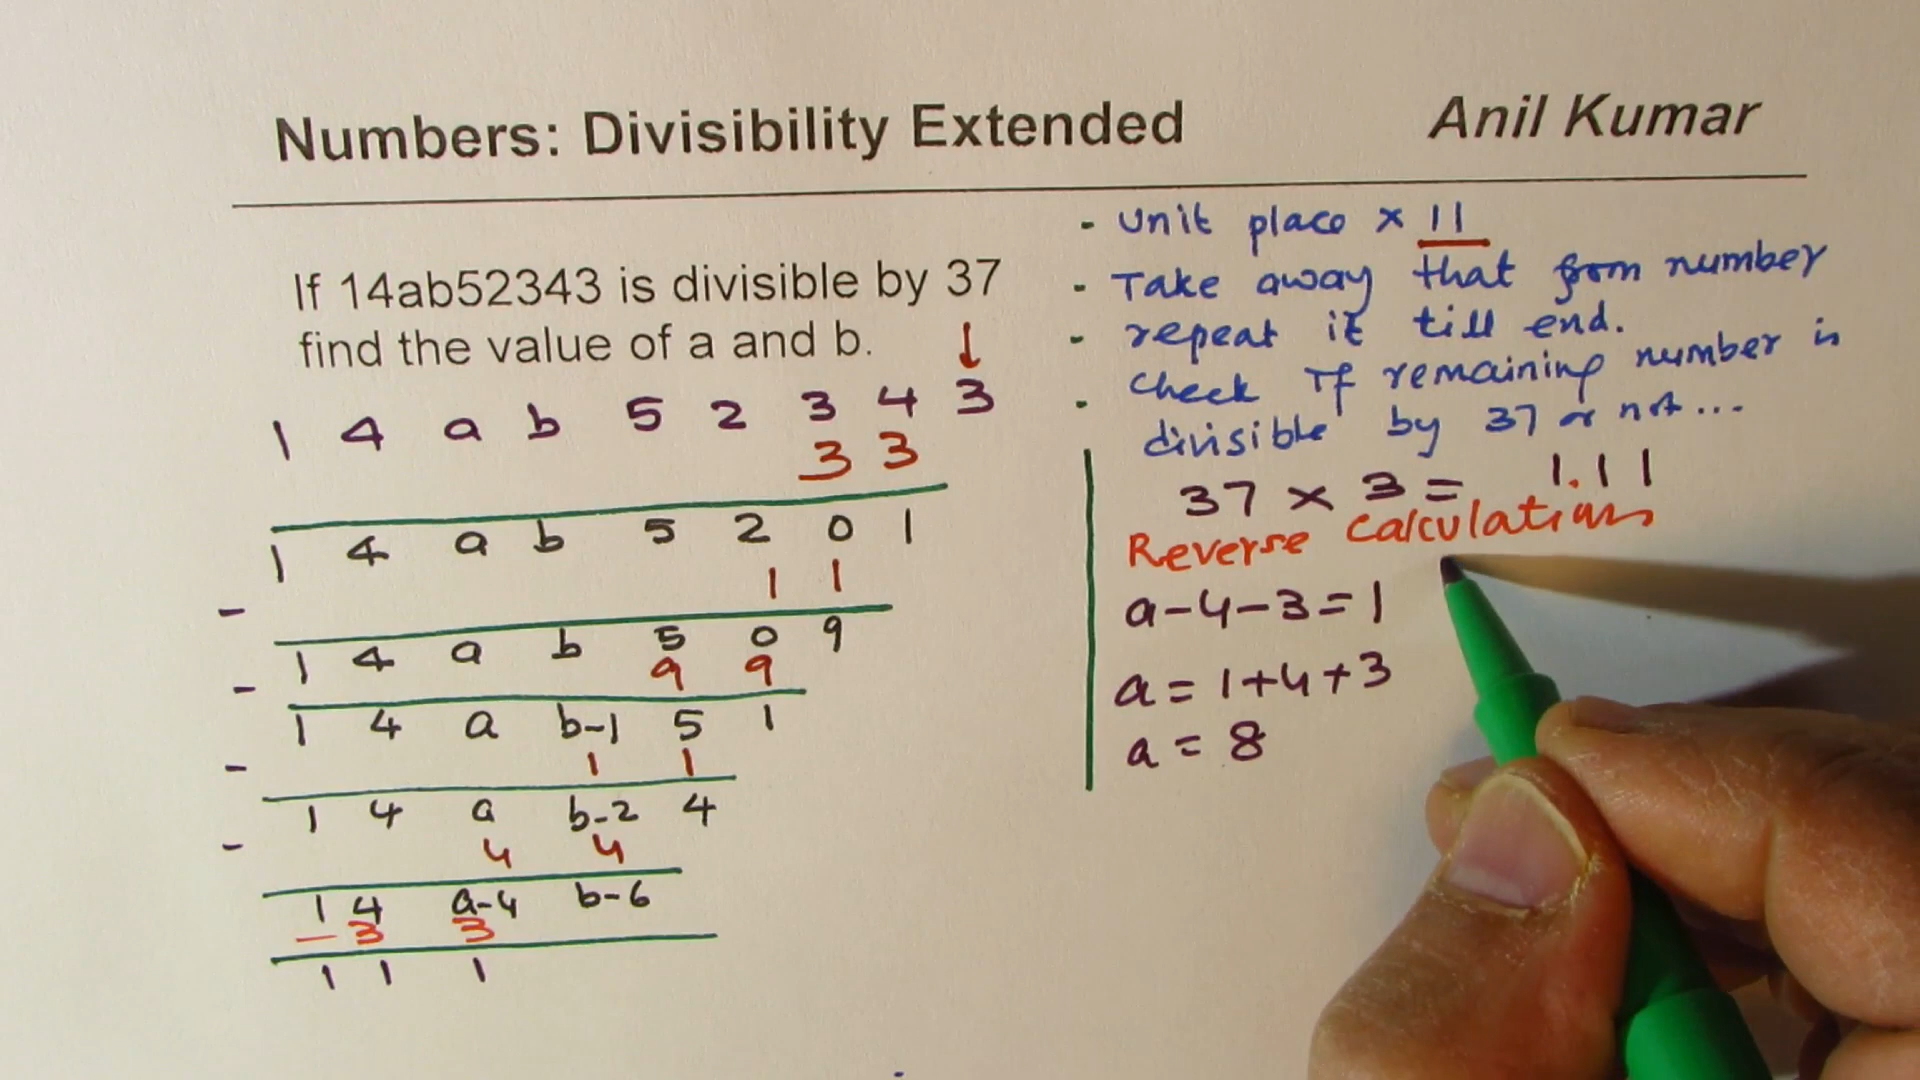 Numbers: Divisibility Extended
Anil Kumar
If 14ab52343 is divisible by 37
find the value of a and b.
1 4 a b 5 2 3 4 3
3 3
1 4 a b 5 2 0 1
- 1 1
1 4 a b 5 0 9
- 9 9
1 4 a b-1 5 1
- 1 1
1 4 a b-2 4
- 4 4
1 4 a-4 b-6
- 3 3
1 1 1
- unit place × 11
- Take away that from number
- repeat it till end.
- Check If remaining number is
divisible by 37 or not...
37 × 3 = 1.11
Reverse Calculations
a-4-3=1
a = 1+4+3
a = 8